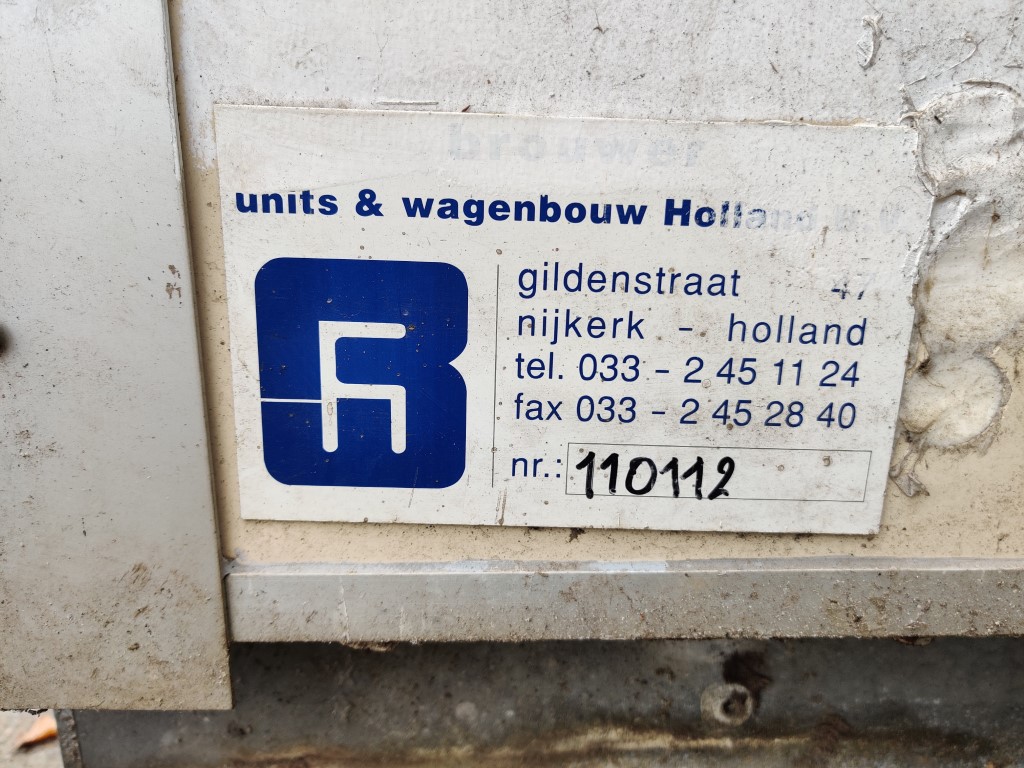 brouwer
units & wagenbouw Holland B.V.
gildenstraat 47
nijkerk - holland
tel. 033 - 2 45 11 24
fax 033 - 2 45 28 40
nr.: 110112